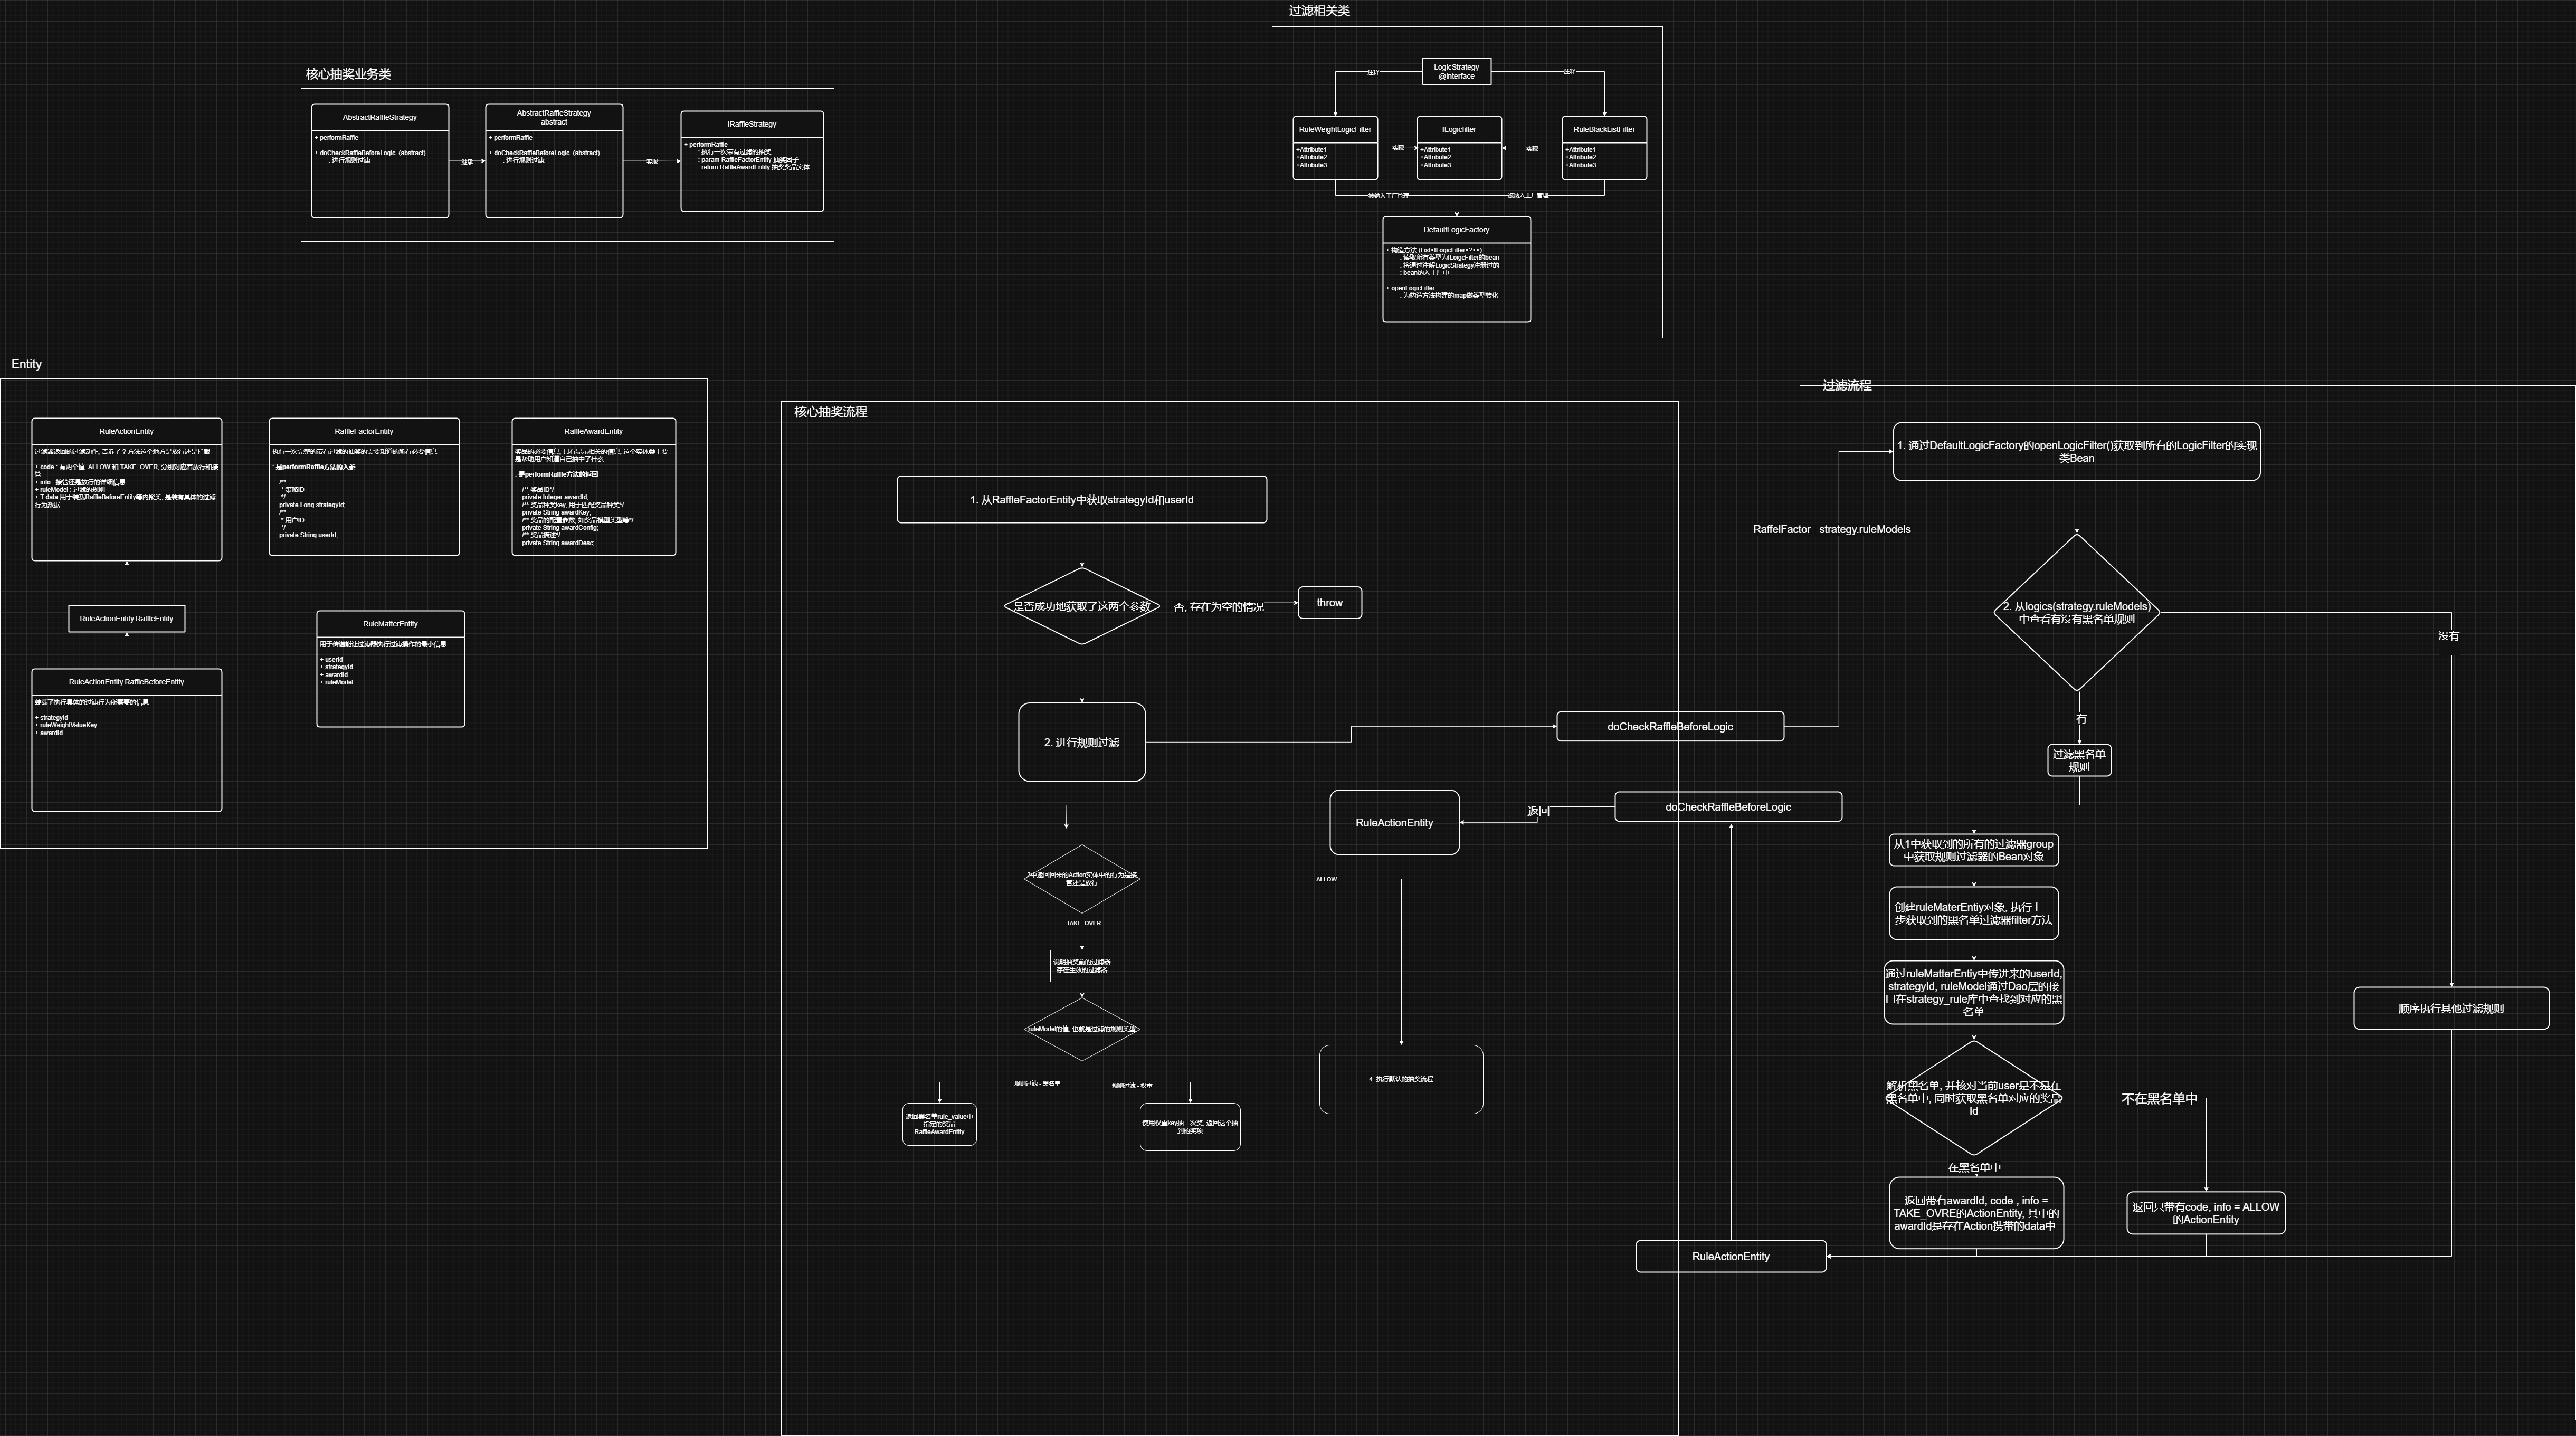 过滤相关类
LogicStrategy
@interface
注释
注释
RuleWeightLogicFilter
+Attribute1
+Attribute2
+Attribute3
实现
ILogicfilter
+Attribute1
+Attribute2
+Attribute3
实现
RuleBlackListFilter
+Attribute1
+Attribute2
+Attribute3
被纳入工厂管理
被纳入工厂管理
DefaultLogicFactory
+ 构造方法 (List<ILogicFilter<?>>)
: 读取所有类型为ILoigcFilter的bean
: 将通过注解LogicStrategy注册过的
: bean纳入工厂中
+ openLogicFilter :
: 为构造方法构建的map做类型转化
核心抽奖业务类
AbstractRaffleStrategy
+ performRaffle
+ doCheckRaffleBeforeLogic (abstract)
: 进行规则过滤
继承
AbstractRaffleStrategy
abstract
+ performRaffle
+ doCheckRaffleBeforeLogic (abstract)
: 进行规则过滤
实现
IRaffleStrategy
+ performRaffle
: 执行一次带有过滤的抽奖
: param RaffleFactorEntity 抽奖因子
: return RaffleAwardEntity 抽奖奖品实体
Entity
RuleActionEntity
过滤器返回的过滤动作, 告诉了 ? 方法这个地方是放行还是拦截
+ code : 有两个值 ALLOW 和 TAKE_OVER, 分别对应着放行和接
管
+ info : 接管还是放行的详细信息
+ ruleModel : 过滤的规则
+ T data 用于装载RaffleBeforeEntity等内聚类, 是装有具体的过滤
行为数据
RuleActionEntity.RaffleEntity
RuleActionEntity.RaffleBeforeEntity
装载了执行具体的过滤行为所需要的信息
+ strategyId
+ ruleWeightValueKey
+ awardId
RaffleFactorEntity
执行一次完整的带有过滤的抽奖的需要知道的所有必要信息
: 是performRaffle方法的入参
/**
* 策略ID
*/
private Long strategyId;
/**
* 用户ID
*/
private String userId;
RaffleAwardEntity
奖品的必要信息, 只有显示相关的信息, 这个实体类主要
是帮助用户知道自己抽中了什么
: 是performRaffle方法的返回
/** 奖品ID*/
private Integer awardId;
/** 奖品种类key, 用于匹配奖品种类*/
private String awardKey;
/** 奖品的配置参数, 如奖品模型类型等*/
private String awardConfig;
/** 奖品描述*/
private String awardDesc;
RuleMatterEntity
用于传递能让过滤器执行过滤操作的最小信息
+ userId
+ strategyId
+ awardId
+ ruleModel
核心抽奖流程
1. 从RaffleFactorEntity中获取strategyId和userId
是否成功地获取了这两个参数
否, 存在为空的情况
throw
2. 进行规则过滤
doCheckRaffleBeforeLogic
doCheckRaffleBeforeLogic
返回
RuleActionEntity
2中返回回来的Action实体中的行为是接
管还是放行
ALLOW
TAKE_OVER
说明抽奖前的过滤器
存在生效的过滤器
ruleModel的值, 也就是过滤的规则类型
规则过滤 - 黑名单
规则过滤 - 权重
返回黑名单rule_value中
指定的奖品
RaffleAwardEntity
使用权重key抽一次奖, 返回这个抽
到的奖项
4. 执行默认的抽奖流程
过滤流程
RaffelFactor strategy.ruleModels
1. 通过DefaultLogicFactory的openLogicFilter()获取到所有的LogicFilter的实现
类Bean
2. 从logics(strategy.ruleModels)
中查看有没有黑名单规则
没有
有
过滤黑名单
规则
从1中获取到的所有的过滤器group
中获取规则过滤器的Bean对象
创建ruleMaterEntiy对象, 执行上一
步获取到的黑名单过滤器filter方法
通过ruleMatterEntiy中传进来的userId,
strategyId, ruleModel通过Dao层的接
口在strategy_rule库中查找到对应的黑
名单
解析黑名单, 并核对当前user是不是在
黑名单中, 同时获取黑名单对应的奖品
Id
不在黑名单中
在黑名单中
返回带有awardId, code , info =
TAKE_OVRE的ActionEntity, 其中的
awardId是存在Action携带的data中
返回只带有code, info = ALLOW
的ActionEntity
顺序执行其他过滤规则
RuleActionEntity